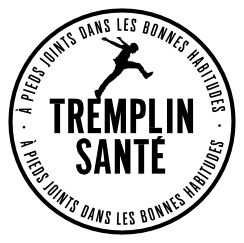 À PIEDS JOINTS DANS LES BONNES HABITUDES
TREMPLIN
SANTÉ
À PIEDS JOINTS DANS LES BONNES HABITUDES